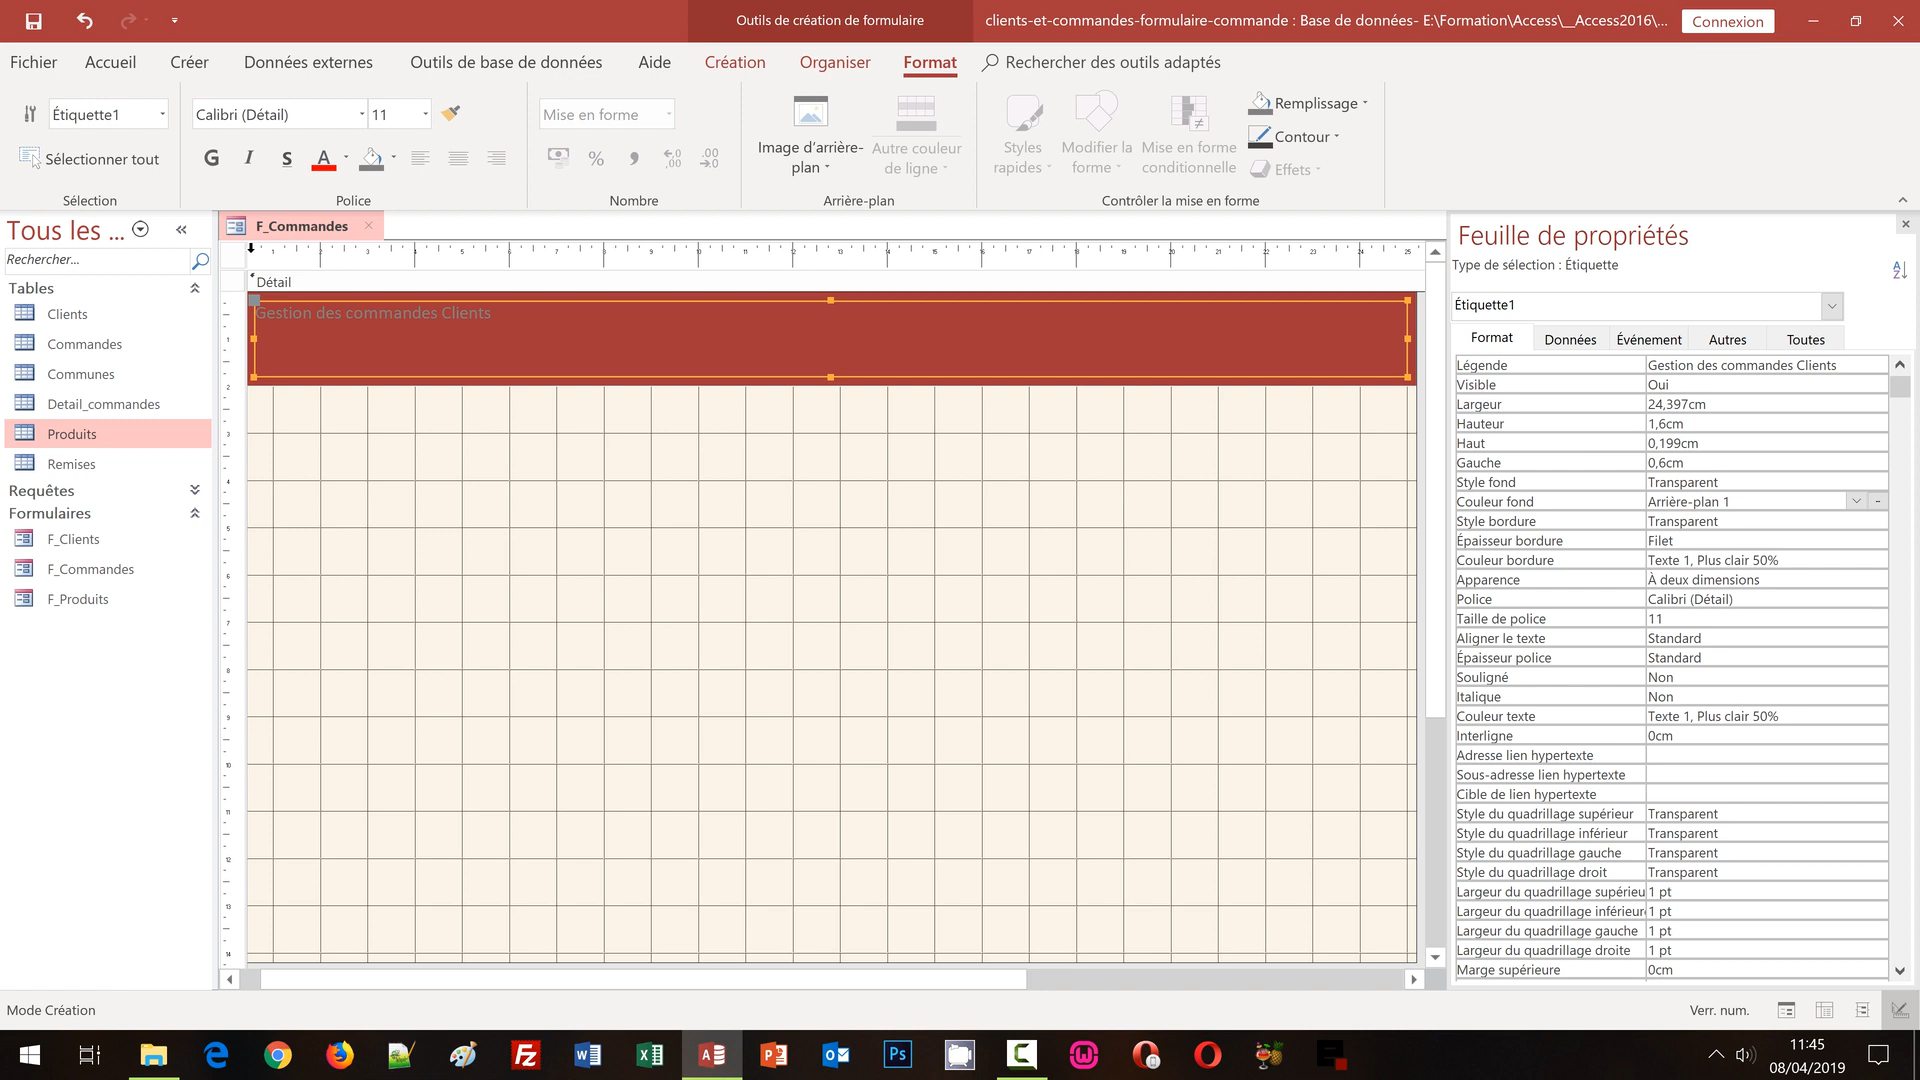 Outils de création de formulaire
clients-et-commandes-formulaire-commande : Base de données- E:\Formation\Access\__Access2016\...
Connexion
Fichier
Accueil
Créer
Données externes
Outils de base de données
Aide
Création
Organiser
Format
Rechercher des outils adaptés
Étiquette1
Sélectionner tout
Sélection
Calibri (Détail)
11
G I S A
Police
Mise en forme
%
Nombre
Image d'arrière-plan
Autre couleur de ligne
Arrière-plan
Styles rapides
Modifier la forme
Mise en forme conditionnelle
Remplissage
Contour
Effets
Contrôler la mise en forme
Tous les ...
Rechercher...
Tables
Clients
Commandes
Communes
Detail_commandes
Produits
Remises
Requêtes
Formulaires
F_Clients
F_Commandes
F_Produits
F_Commandes
Détail
Gestion des commandes Clients
Feuille de propriétés
Type de sélection : Étiquette
Étiquette1
Format
Données
Événement
Autres
Toutes
Légende Gestion des commandes Clients
Visible Oui
Largeur 24,397cm
Hauteur 1,6cm
Haut 0,199cm
Gauche 0,6cm
Style fond Transparent
Couleur fond Arrière-plan 1
Style bordure Transparent
Épaisseur bordure Filet
Couleur bordure Texte 1, Plus clair 50%
Apparence À deux dimensions
Police Calibri (Détail)
Taille de police 11
Aligner le texte Standard
Épaisseur police Standard
Souligné Non
Italique Non
Couleur texte Texte 1, Plus clair 50%
Interligne 0cm
Adresse lien hypertexte
Sous-adresse lien hypertexte
Cible de lien hypertexte
Style du quadrillage supérieur Transparent
Style du quadrillage inférieur Transparent
Style du quadrillage gauche Transparent
Style du quadrillage droit Transparent
Largeur du quadrillage supérieu 1 pt
Largeur du quadrillage inférieur 1 pt
Largeur du quadrillage gauche 1 pt
Largeur du quadrillage droite 1 pt
Marge supérieure 0cm
Mode Création
Verr. num.
11:45
08/04/2019